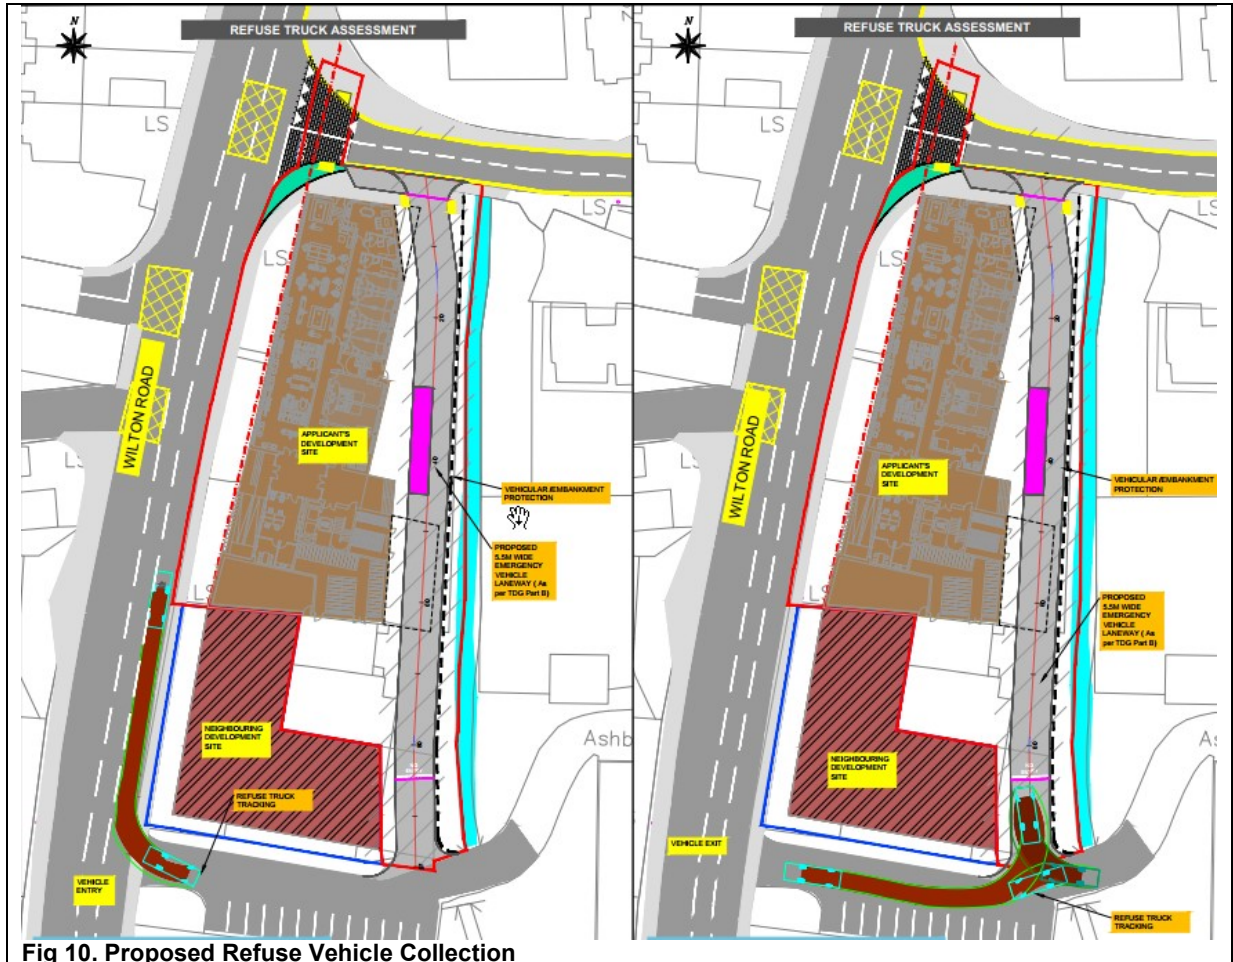 REFUSE TRUCK ASSESSMENT
N
LS
LS
LS
WILTON ROAD
APPLICANT'S
DEVELOPMENT
SITE
VEHICULAR /EMBANKMENT
PROTECTION
PROPOSED
5.5M WIDE
EMERGENCY
VEHICLE
LANEWAY ( As
per TDG Part B)
LS
NEIGHBOURING
DEVELOPMENT
SITE
Ashb
REFUSE TRUCK
TRACKING
VEHICLE
ENTRY
REFUSE TRUCK ASSESSMENT
N
LS
LS
LS
WILTON ROAD
APPLICANT'S
DEVELOPMENT
SITE
VEHICULAR /EMBANKMENT
PROTECTION
PROPOSED
5.5M WIDE
EMERGENCY
VEHICLE
LANEWAY ( As
per TDG Part B)
LS
NEIGHBOURING
DEVELOPMENT
SITE
VEHICLE EXIT
REFUSE TRUCK
TRACKING
Fig 10. Proposed Refuse Vehicle Collection